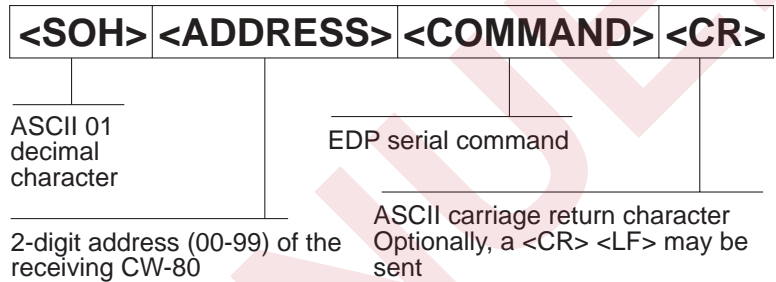 <SOH> <ADDRESS> <COMMAND> <CR>
ASCII 01
decimal
character
EDP serial command
2-digit address (00-99) of the
receiving CW-80
ASCII carriage return character
Optionally, a <CR> <LF> may be
sent